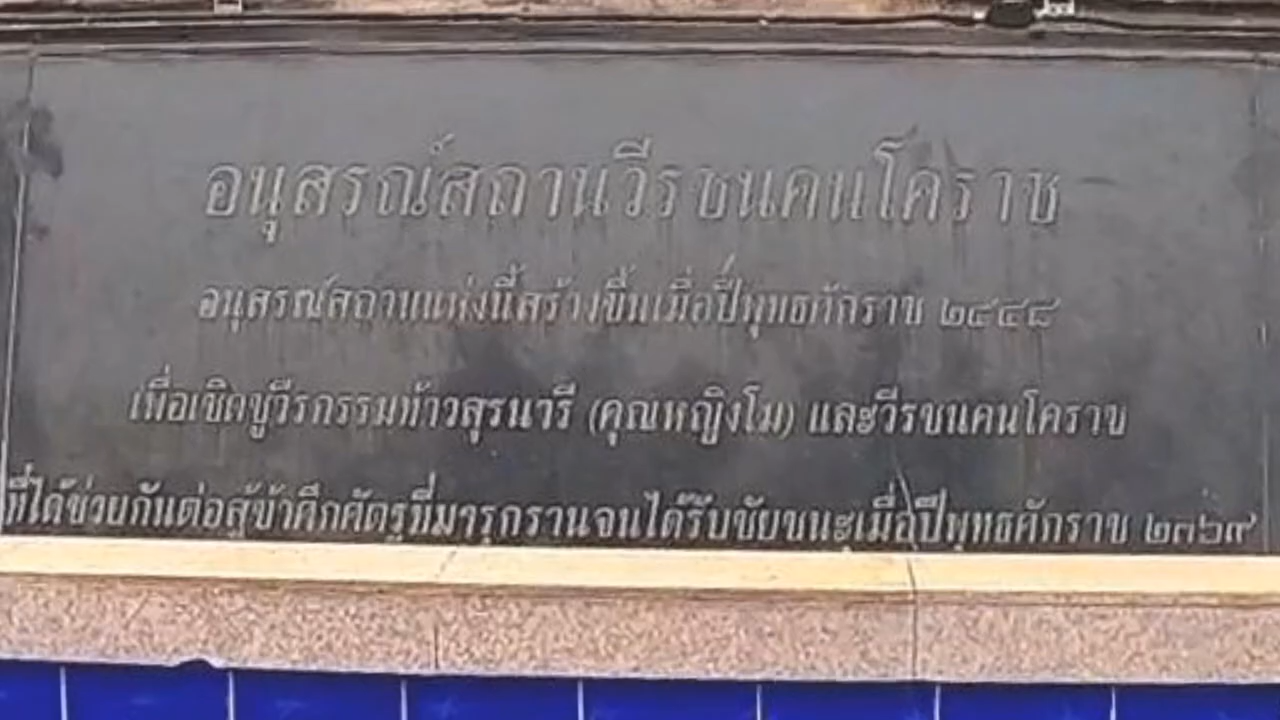 อนุสรณ์สถานวีรชนคนโคราช
อนุสรณ์สถานแห่งนี้สร้างขึ้นเมื่อปีพุทธศักราช
เพื่อเชิดชูวีรกรรมท้าวสุรนารี (คุณหญิงโม) และวีรชนคนโคราช
ที่ได้ช่วยกันต่อสู้ข้าศึกศัตรูที่มารุกรานจนได้รับชัยชนะเมื่อปีพุทธศักราช ๒๓๖๙